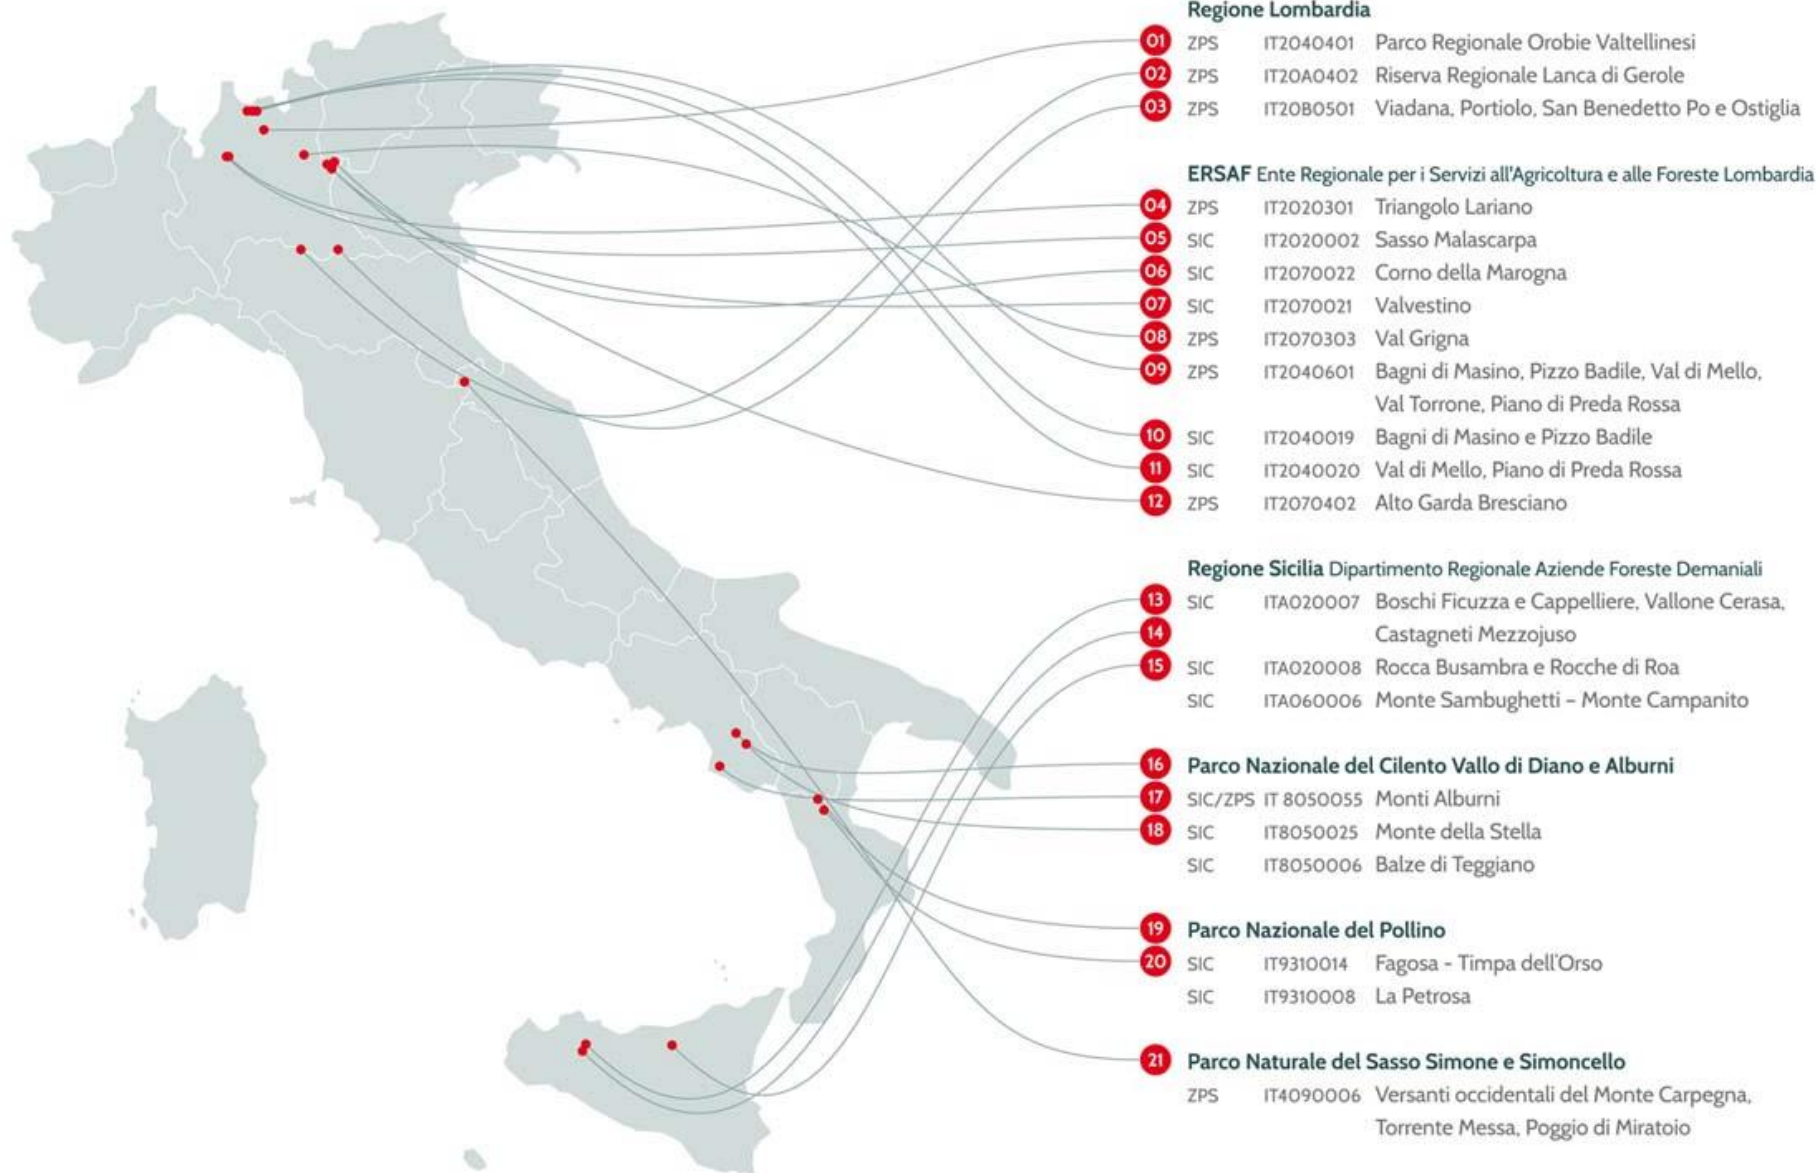 Regione Lombardia
01 ZPS IT2040401 Parco Regionale Orobie Valtellinesi
02 ZPS IT20A0402 Riserva Regionale Lanca di Gerole
03 ZPS IT20B0501 Viadana, Portiolo, San Benedetto Po e Ostiglia
ERSAF Ente Regionale per i Servizi all'Agricoltura e alle Foreste Lombardia
04 ZPS IT2020301 Triangolo Lariano
05 SIC IT2020002 Sasso Malascarpa
06 SIC IT2070022 Corno della Marogna
07 SIC IT2070021 Valvestino
08 ZPS IT2070303 Val Grigna
09 ZPS IT2040601 Bagni di Masino, Pizzo Badile, Val di Mello,
Val Torrone, Piano di Preda Rossa
10 SIC IT2040019 Bagni di Masino e Pizzo Badile
11 SIC IT2040020 Val di Mello, Piano di Preda Rossa
12 ZPS IT2070402 Alto Garda Bresciano
Regione Sicilia Dipartimento Regionale Aziende Foreste Demaniali
13 SIC ITA020007 Boschi Ficuzza e Cappelliere, Vallone Cerasa,
14 Castagneti Mezzojuso
15 SIC ITA020008 Rocca Busambra e Rocche di Roa
SIC ITA060006 Monte Sambughetti – Monte Campanito
16 Parco Nazionale del Cilento Vallo di Diano e Alburni
17 SIC/ZPS IT 8050055 Monti Alburni
18 SIC IT8050025 Monte della Stella
SIC IT8050006 Balze di Teggiano
19 Parco Nazionale del Pollino
20 SIC IT9310014 Fagosa - Timpa dell'Orso
SIC IT9310008 La Petrosa
21 Parco Naturale del Sasso Simone e Simoncello
ZPS IT4090006 Versanti occidentali del Monte Carpegna,
Torrente Messa, Poggio di Miratoio